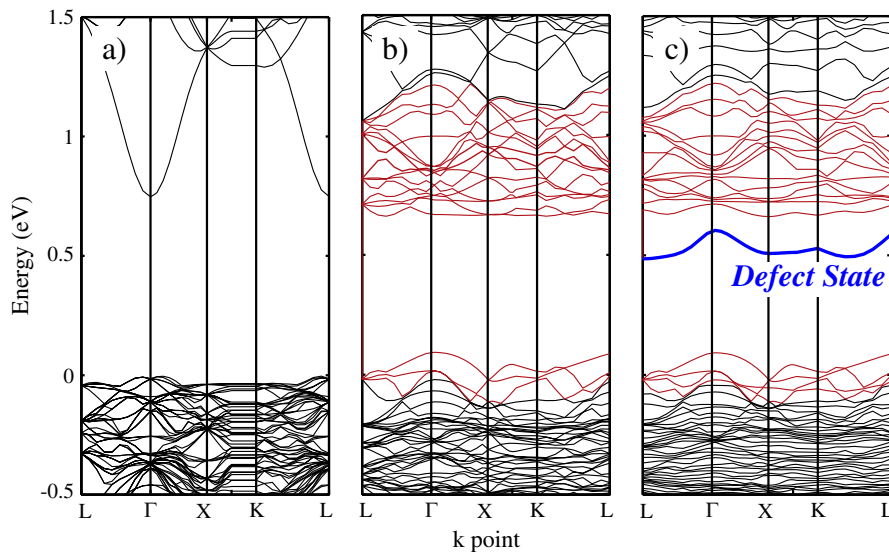 a)
b)
c)
1.5
1
0.5
0
-0.5
Energy (eV)
Defect State
L Γ X K L
L Γ X K L
L Γ X K L
k point